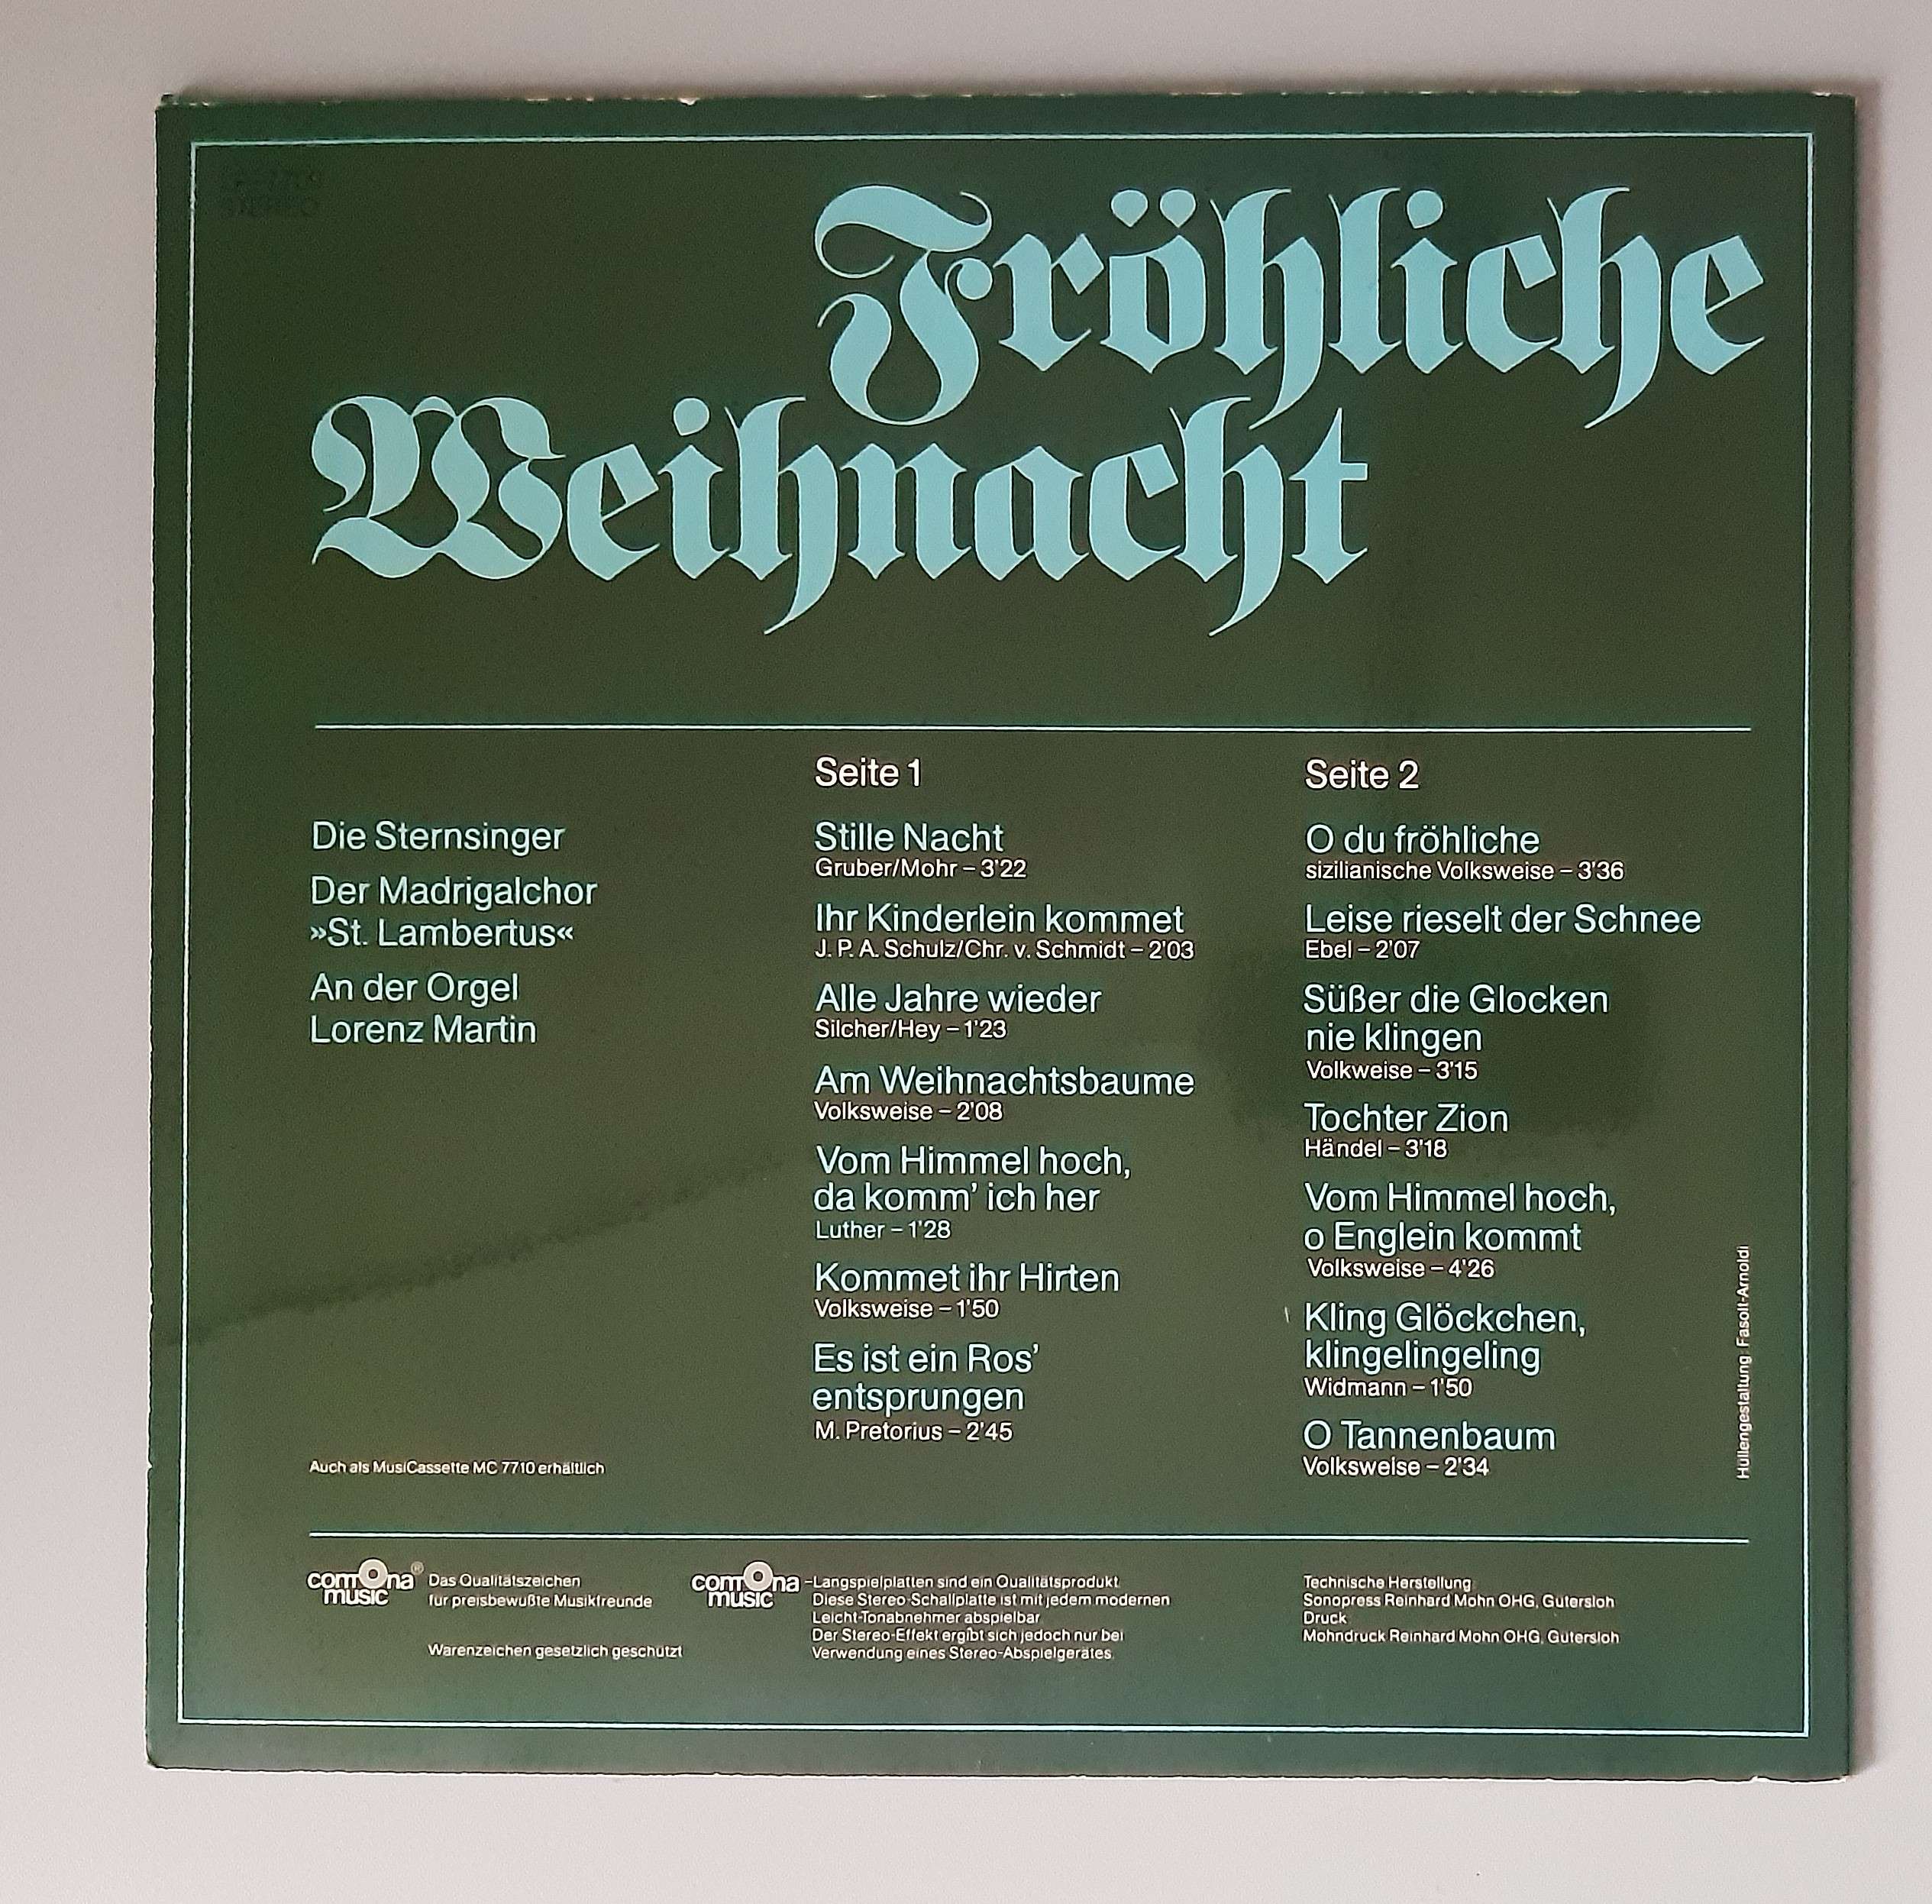 STEREO
Fröhliche
Weihnacht
Die Sternsinger
Der Madrigalchor
»St. Lambertus«
An der Orgel
Lorenz Martin
Auch als MusiCassette MC 7710 erhältlich
Seite 1
Stille Nacht
Gruber/Mohr – 3'22
Ihr Kinderlein kommet
J. P. A. Schulz/Chr. v. Schmidt – 2'03
Alle Jahre wieder
Silcher/Hey – 1'23
Am Weihnachtsbaume
Volksweise – 2'08
Vom Himmel hoch,
da komm' ich her
Luther – 1'28
Kommet ihr Hirten
Volksweise – 1'50
Es ist ein Ros'
entsprungen
M. Pretorius – 2'45
Seite 2
O du fröhliche
sizilianische Volksweise – 3'36
Leise rieselt der Schnee
Ebel – 2'07
Süßer die Glocken
nie klingen
Volkweise – 3'15
Tochter Zion
Händel – 3'18
Vom Himmel hoch,
o Englein kommt
Volksweise – 4'26
Kling Glöckchen,
klingelingeling
Widmann – 1'50
O Tannenbaum
Volksweise – 2'34
Hüllengestaltung: Fasolt-Arnoldi
corona
music®
Das Qualitätszeichen
für preisbewußte Musikfreunde
Warenzeichen gesetzlich geschützt
corona
music
–Langspielplatten sind ein Qualitätsprodukt.
Diese Stereo-Schallplatte ist mit jedem modernen
Leicht-Tonabnehmer abspielbar.
Der Stereo-Effekt ergibt sich jedoch nur bei
Verwendung eines Stereo-Abspielgerätes.
Technische Herstellung:
Sonopress Reinhard Mohn OHG, Gütersloh
Druck:
Mohndruck Reinhard Mohn OHG, Gütersloh